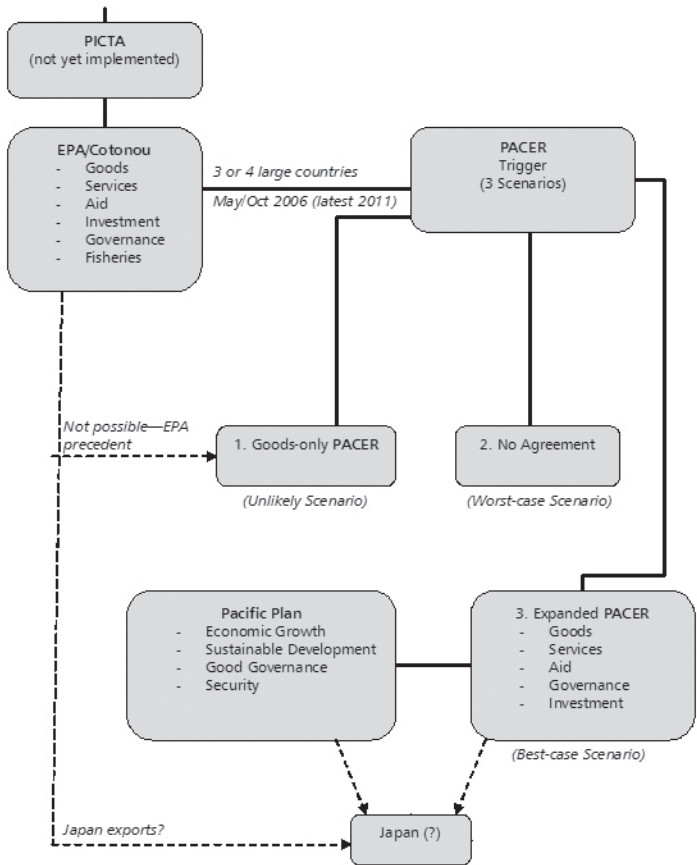 PICTA
(not yet implemented)
EPA/Cotonou
- Goods
- Services
- Aid
- Investment
- Governance
- Fisheries
3 or 4 large countries
May/Oct 2006 (latest 2011)
PACER
Trigger
(3 Scenarios)
Not possible—EPA
precedent
1. Goods-only PACER
(Unlikely Scenario)
2. No Agreement
(Worst-case Scenario)
Pacific Plan
- Economic Growth
- Sustainable Development
- Good Governance
- Security
3. Expanded PACER
- Goods
- Services
- Aid
- Governance
- Investment
(Best-case Scenario)
Japan exports?
Japan (?)